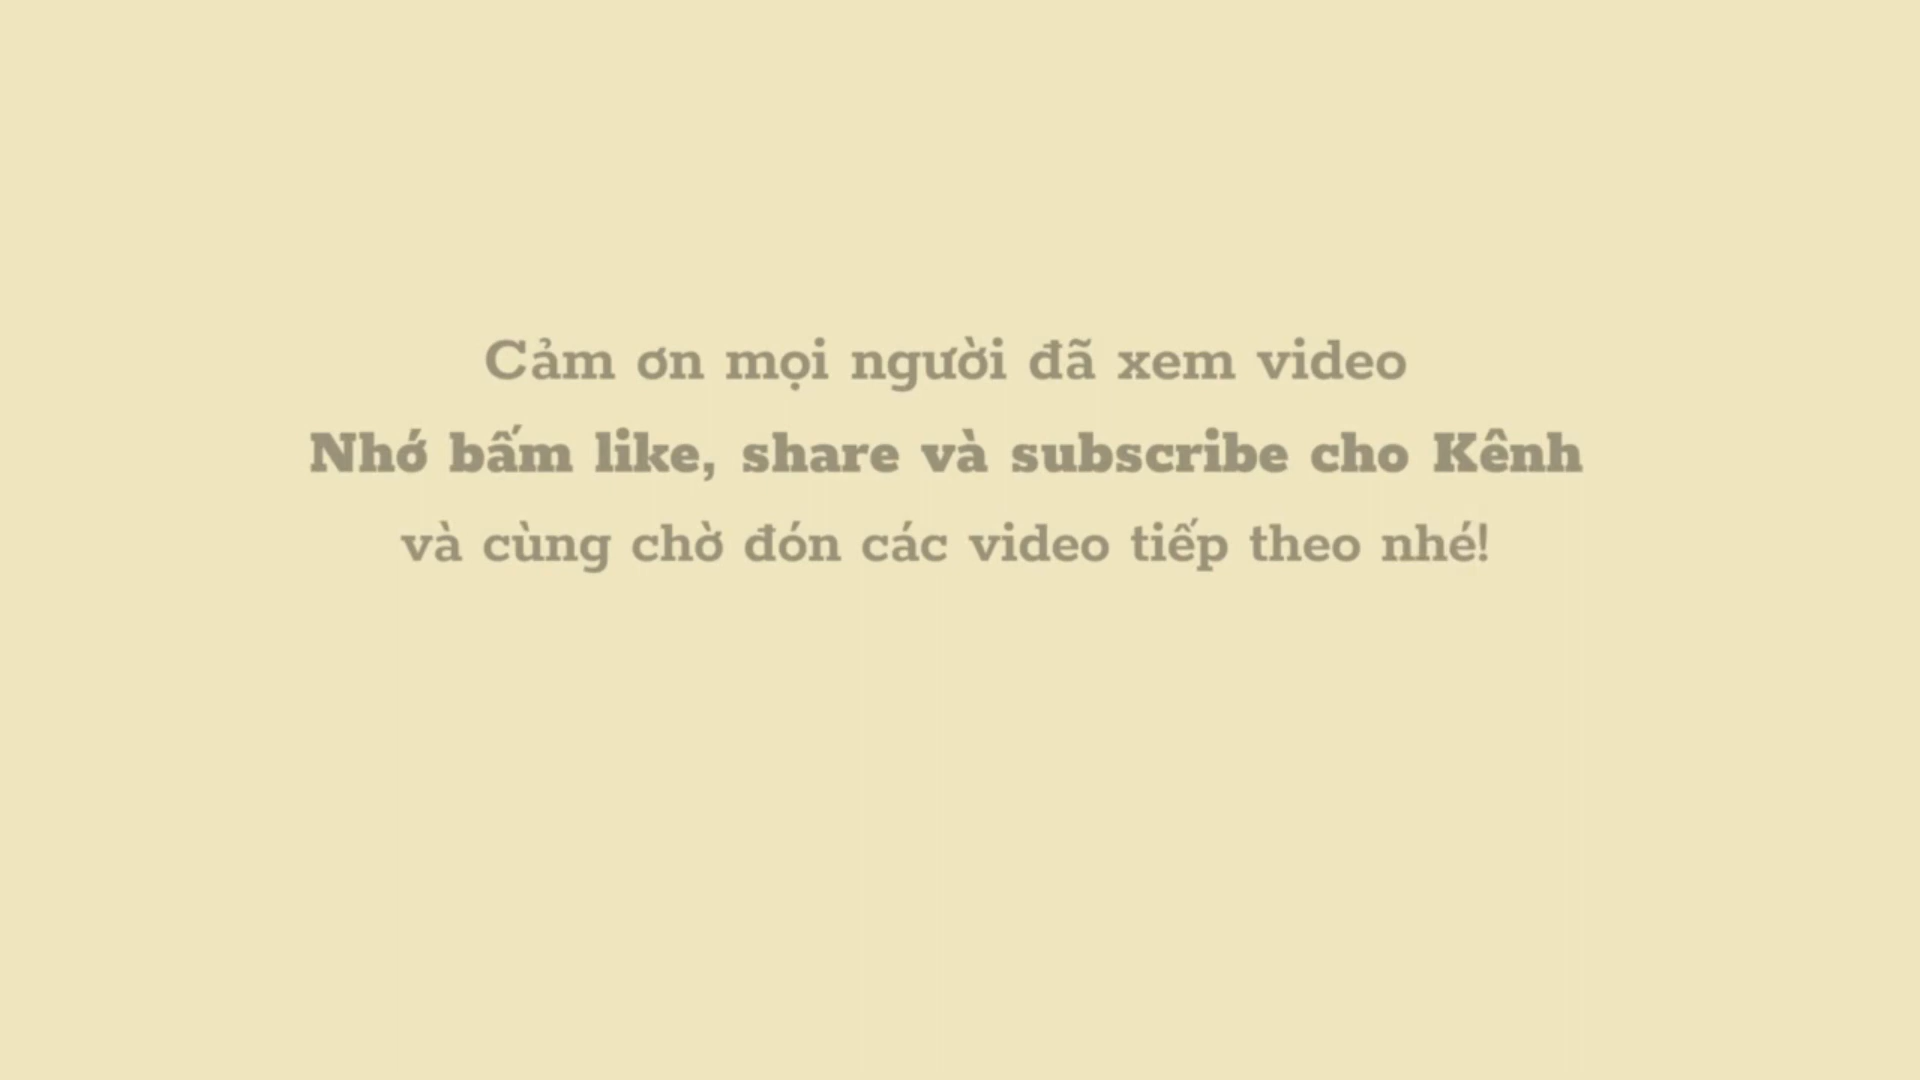 Cảm ơn mọi người đã xem video
Nhớ bấm like, share và subscribe cho Kênh
và cùng chờ đón các video tiếp theo nhé!